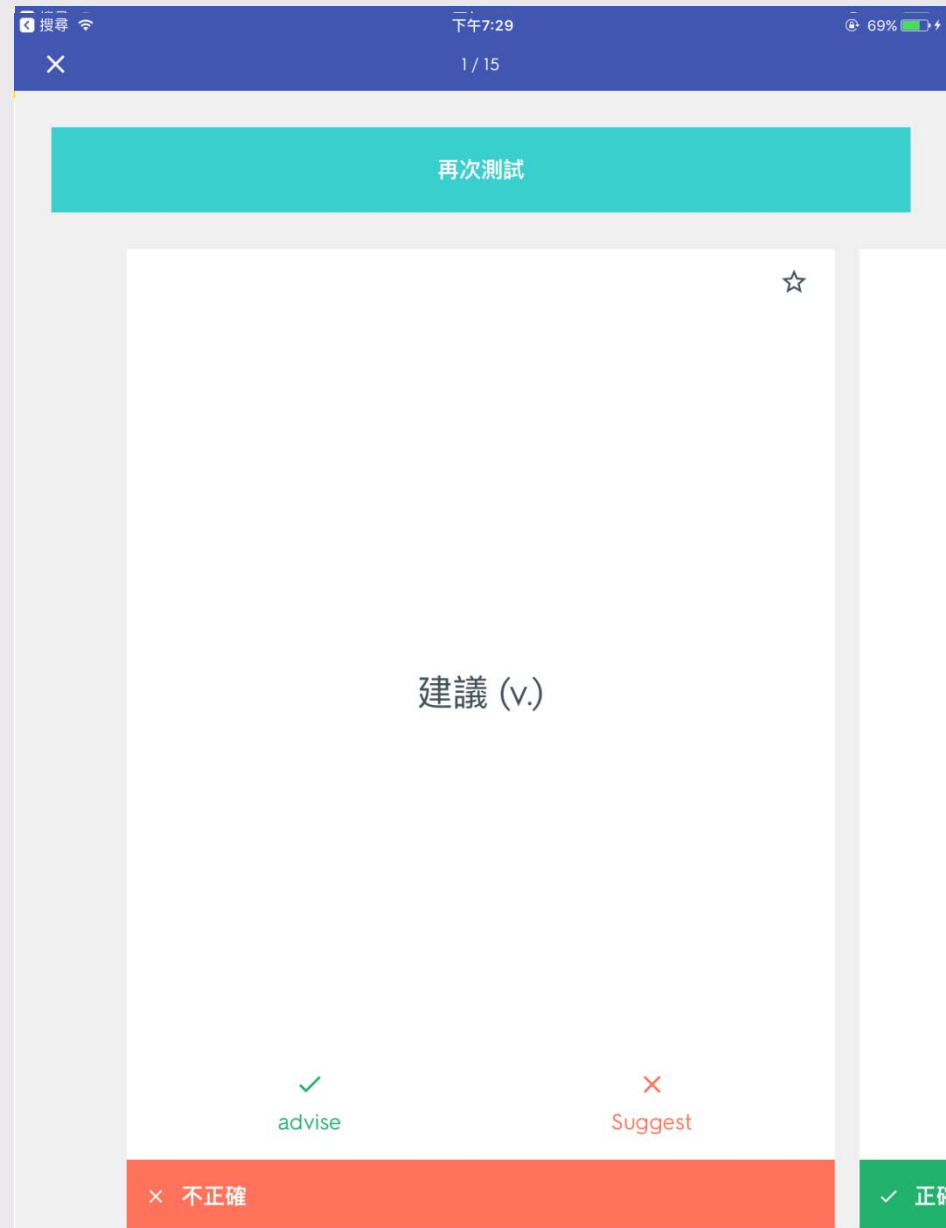 搜尋 下午7:29 69%
1 / 15
再次測試
建議 (v.)
advise Suggest
不正確 正確